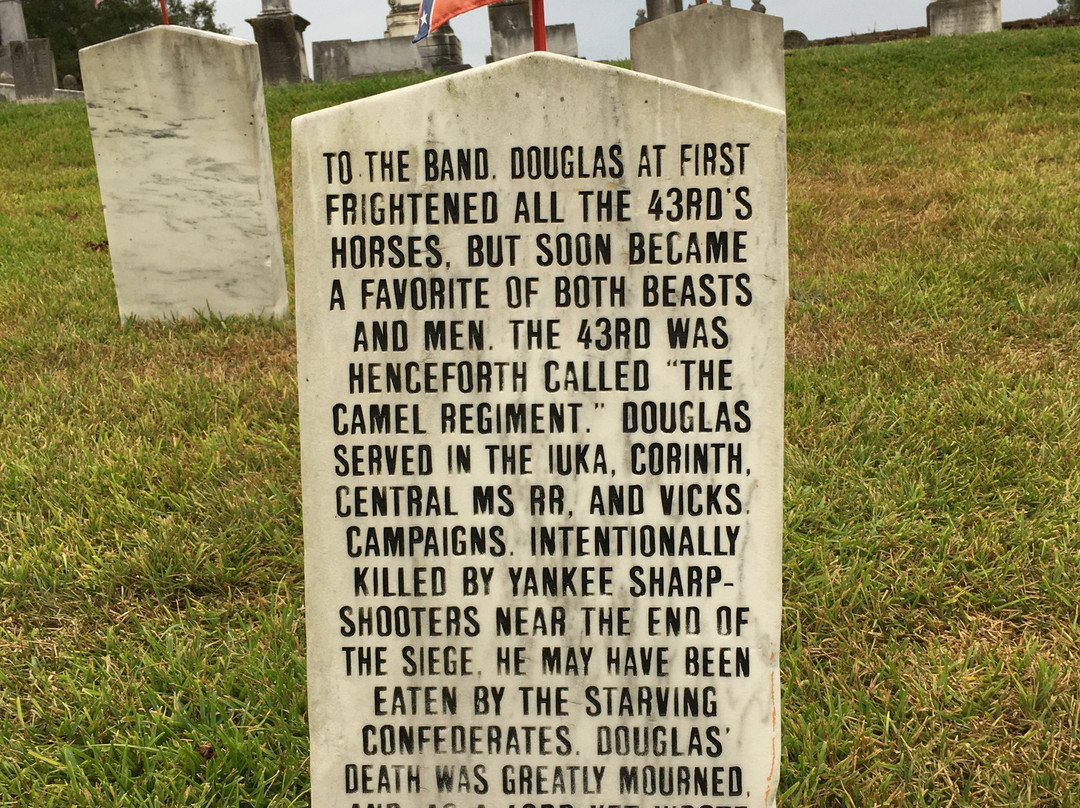 TO THE BAND. DOUGLAS AT FIRST
FRIGHTENED ALL THE 43RD'S
HORSES, BUT SOON BECAME
A FAVORITE OF BOTH BEASTS
AND MEN. THE 43RD WAS
HENCEFORTH CALLED "THE
CAMEL REGIMENT." DOUGLAS
SERVED IN THE IUKA, CORINTH,
CENTRAL MS RR, AND VICKS.
CAMPAIGNS. INTENTIONALLY
KILLED BY YANKEE SHARP-
SHOOTERS NEAR THE END OF
THE SIEGE, HE MAY HAVE BEEN
EATEN BY THE STARVING
CONFEDERATES. DOUGLAS'
DEATH WAS GREATLY MOURNED,